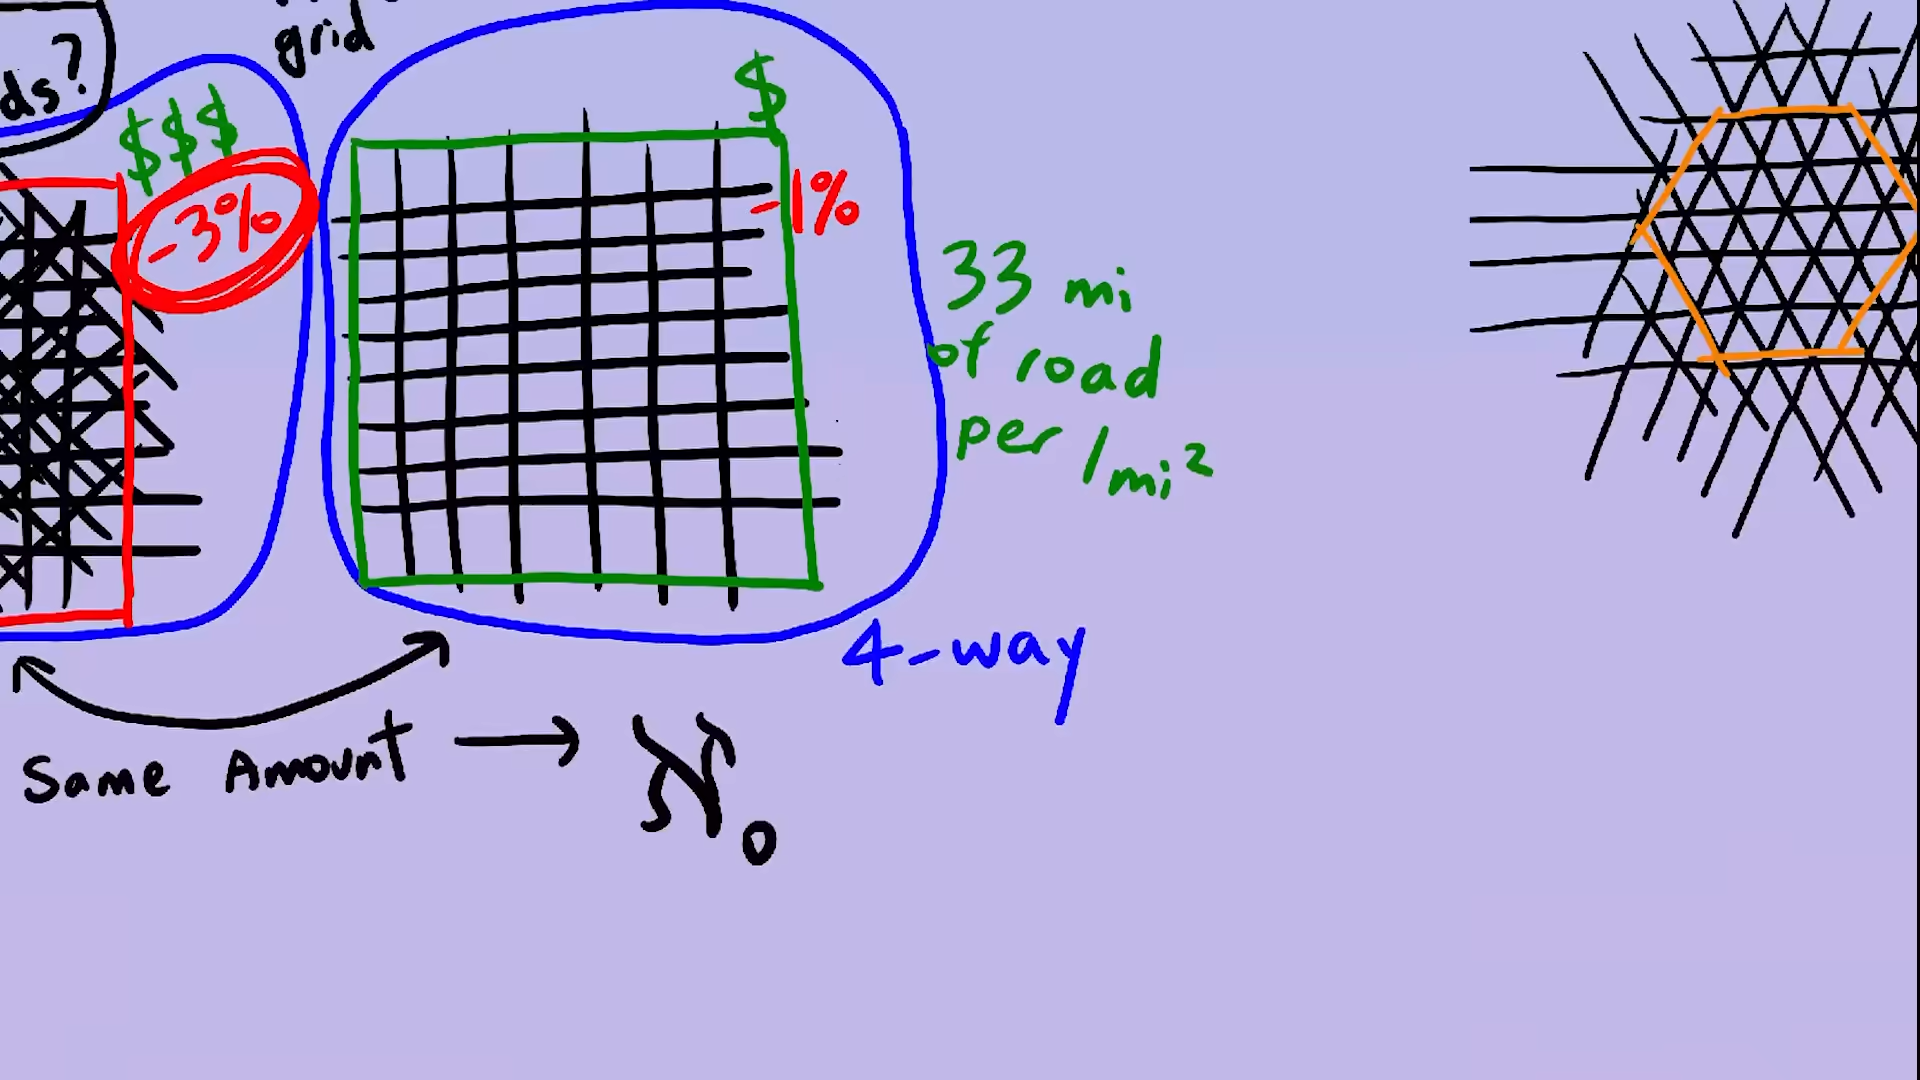 ds?
grid
$$$
-3%
$
-1%
33 mi
of road
per 1mi²
4-way
Same Amount → ℵ₀